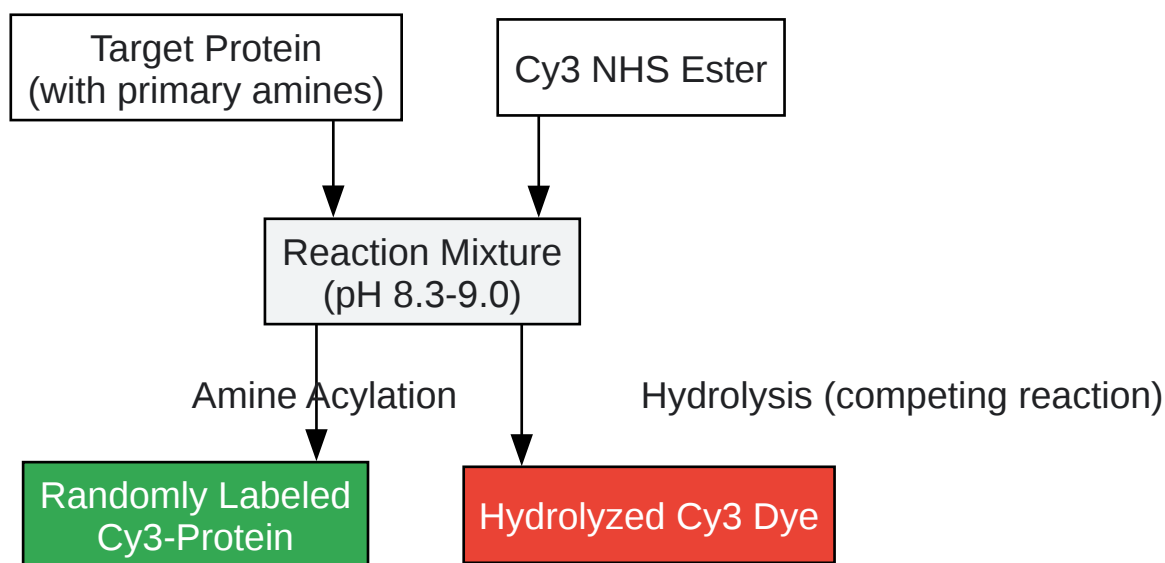 Target Protein
(with primary amines)
Cy3 NHS Ester
Reaction Mixture
(pH 8.3-9.0)
Amine Acylation
Hydrolysis (competing reaction)
Randomly Labeled
Cy3-Protein
Hydrolyzed Cy3 Dye